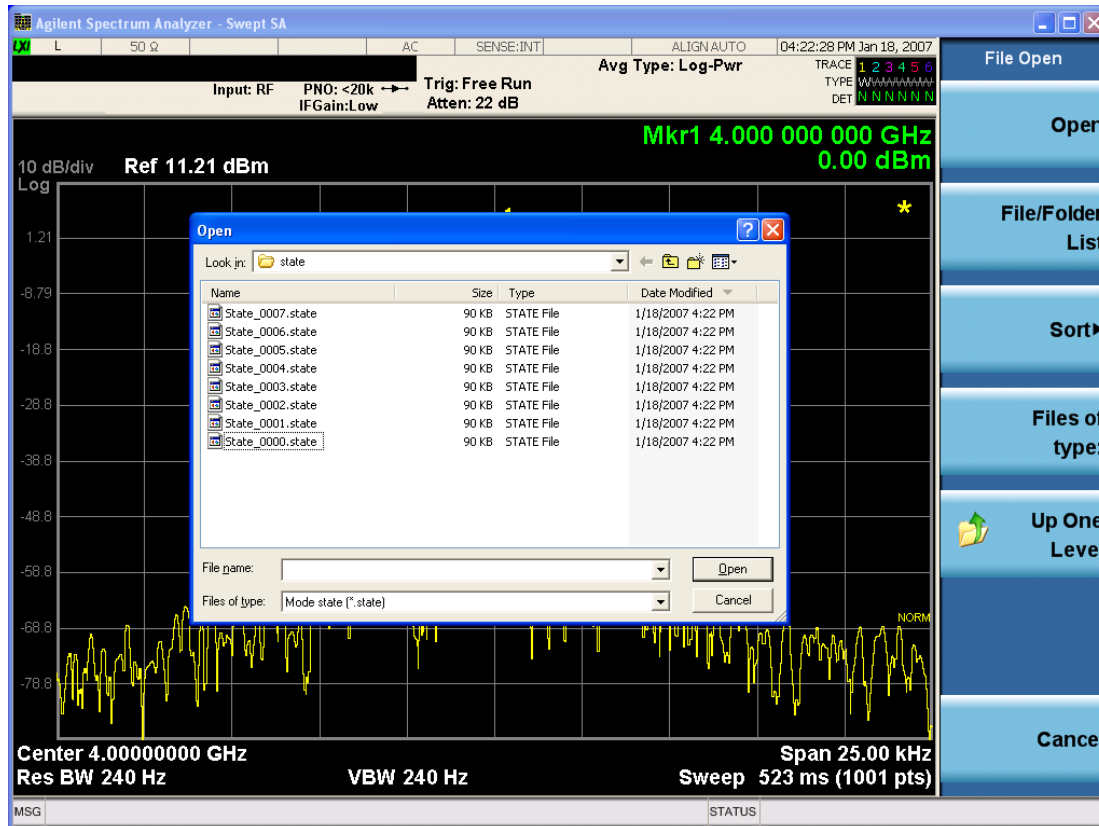 Agilent Spectrum Analyzer - Swept SA
LXI L 50 Ω AC SENSE:INT ALIGN AUTO 04:22:28 PM Jan 18, 2007
Input: RF PNO: <20k IFGain:Low
Trig: Free Run
Atten: 22 dB
Avg Type: Log-Pwr
TRACE 1 2 3 4 5 6
TYPE WWWWWW
DET N N N N N N
Mkr1 4.000 000 000 GHz
0.00 dBm
10 dB/div Ref 11.21 dBm
Log
1.21
-8.79
-18.8
-28.8
-38.8
-48.8
-58.8
-68.8
-78.8
1
*
NORM
Open
Look in: state
Name Size Type Date Modified
State_0007.state 90 KB STATE File 1/18/2007 4:22 PM
State_0006.state 90 KB STATE File 1/18/2007 4:22 PM
State_0005.state 90 KB STATE File 1/18/2007 4:22 PM
State_0004.state 90 KB STATE File 1/18/2007 4:22 PM
State_0003.state 90 KB STATE File 1/18/2007 4:22 PM
State_0002.state 90 KB STATE File 1/18/2007 4:22 PM
State_0001.state 90 KB STATE File 1/18/2007 4:22 PM
State_0000.state 90 KB STATE File 1/18/2007 4:22 PM
File name: Open
Files of type: Mode state (*.state) Cancel
Center 4.00000000 GHz Span 25.00 kHz
Res BW 240 Hz VBW 240 Hz Sweep 523 ms (1001 pts)
MSG STATUS
File Open
Open
File/Folder
List
Sort
Files of
type:
Up One
Leve
Cance